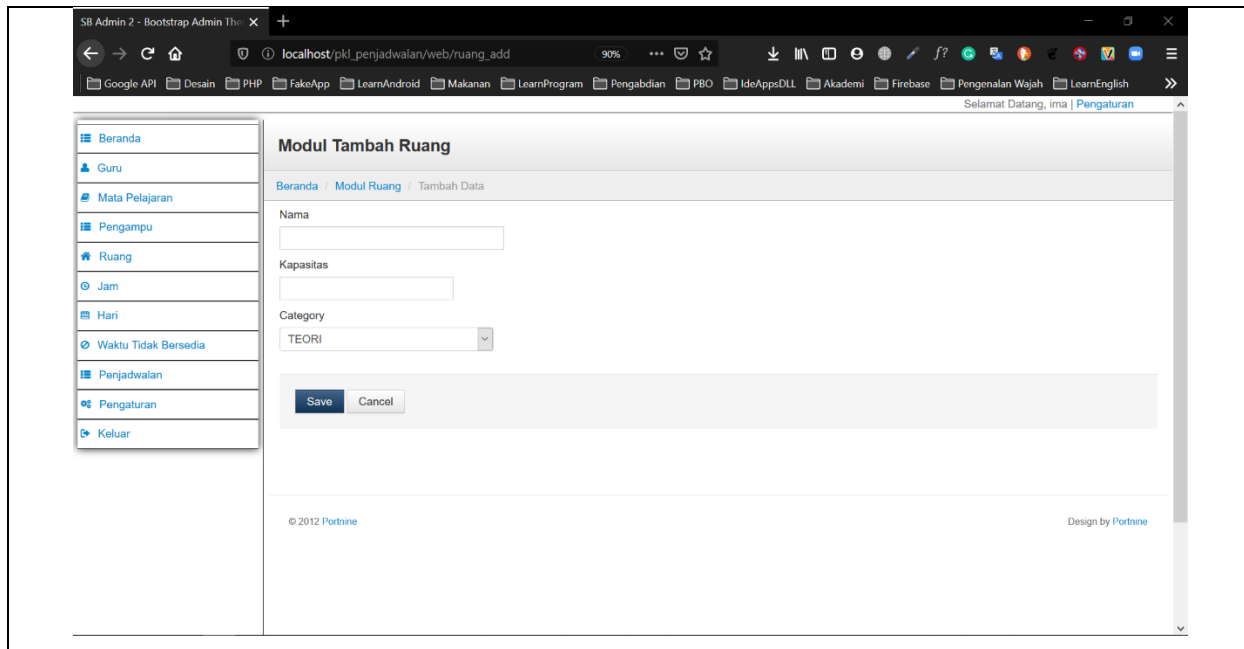 SB Admin 2 - Bootstrap Admin The
localhost/pkl_penjadwalan/web/ruang_add 90%
Google API Desain PHP FakeApp LearnAndroid Makanan LearnProgram Pengabdian PBO IdeAppsDLL Akademi Firebase Pengenalan Wajah LearnEnglish
Selamat Datang, ima | Pengaturan
Beranda
Guru
Mata Pelajaran
Pengampu
Ruang
Jam
Hari
Waktu Tidak Bersedia
Penjadwalan
Pengaturan
Keluar
Modul Tambah Ruang
Beranda / Modul Ruang / Tambah Data
Nama
Kapasitas
Category
TEORI
Save Cancel
© 2012 Portnine
Design by Portnine